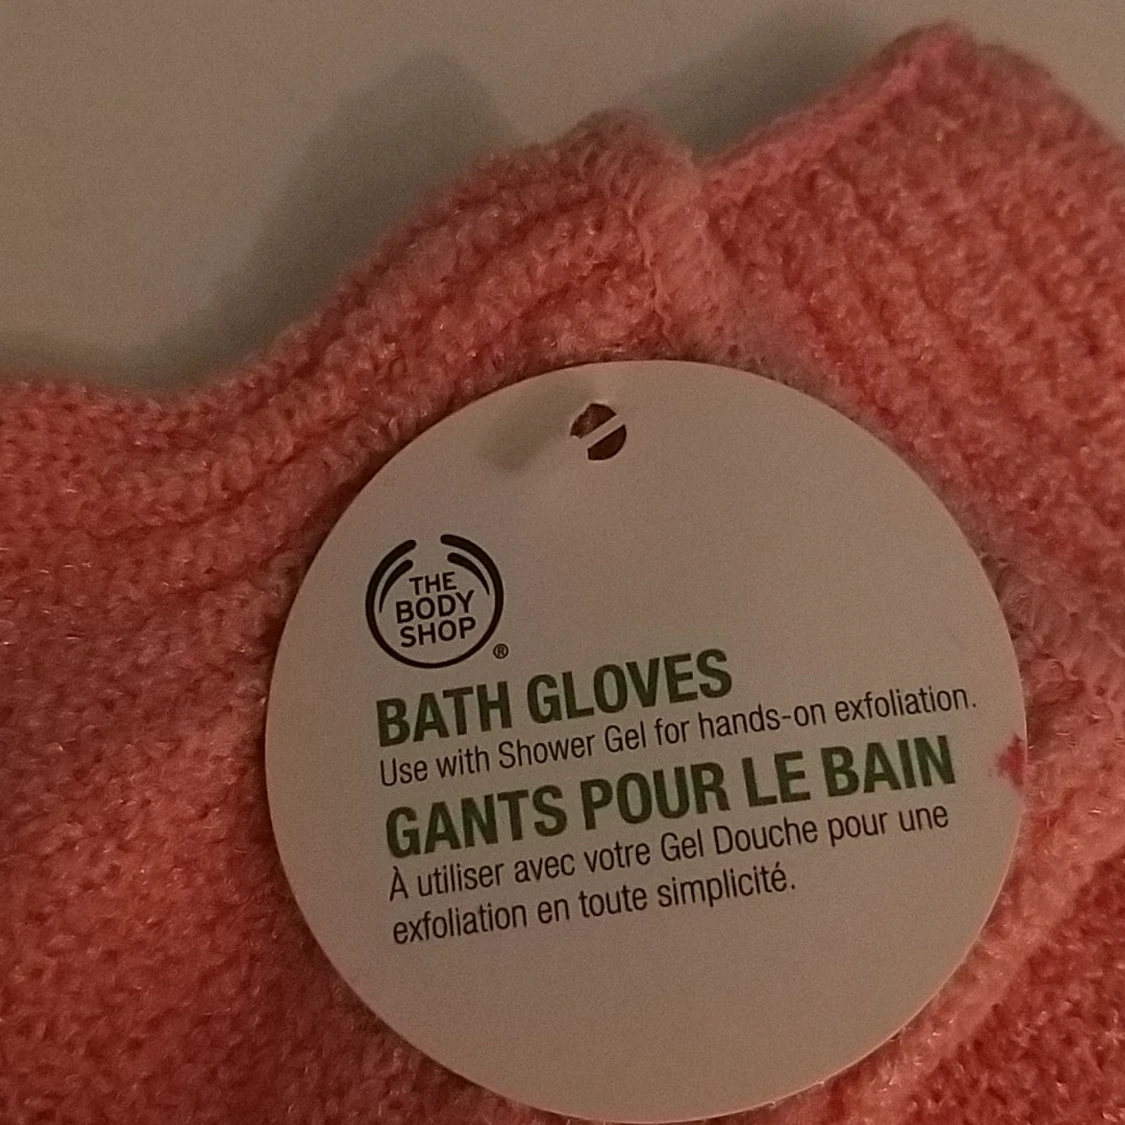 THE
BODY
SHOP
®
BATH GLOVES
Use with Shower Gel for hands-on exfoliation.
GANTS POUR LE BAIN
À utiliser avec votre Gel Douche pour une
exfoliation en toute simplicité.